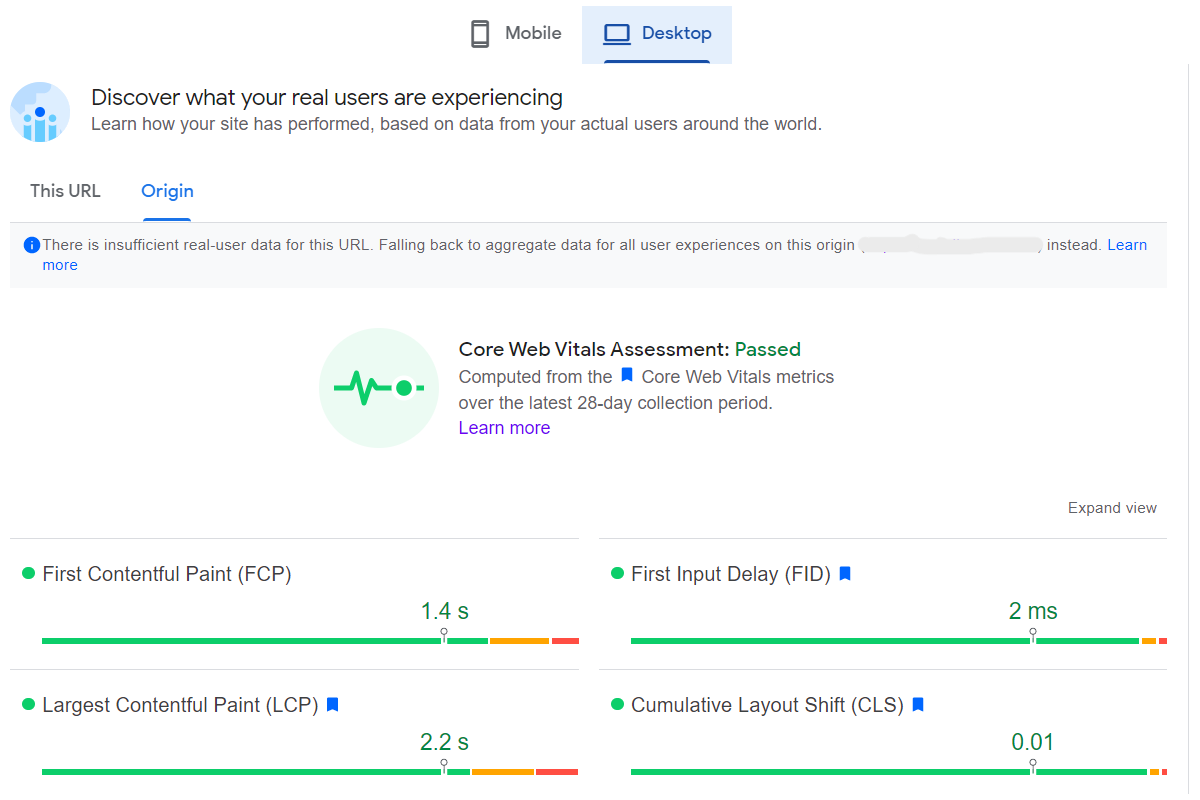 Mobile
Desktop
Discover what your real users are experiencing
Learn how your site has performed, based on data from your actual users around the world.
This URL
Origin
There is insufficient real-user data for this URL. Falling back to aggregate data for all user experiences on this origin instead. Learn
more
Core Web Vitals Assessment: Passed
Computed from the Core Web Vitals metrics
over the latest 28-day collection period.
Learn more
Expand view
First Contentful Paint (FCP)
1.4 s
First Input Delay (FID)
2 ms
Largest Contentful Paint (LCP)
2.2 s
Cumulative Layout Shift (CLS)
0.01